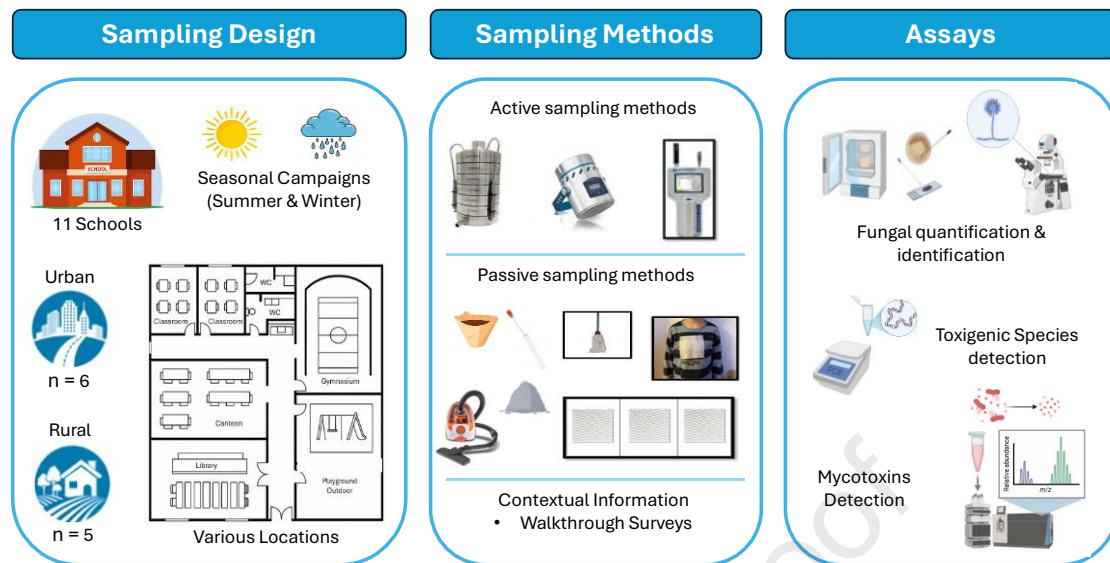 Sampling Design
Sampling Methods
Assays
SCHOOL
11 Schools
Seasonal Campaigns
(Summer & Winter)
Urban
n = 6
Rural
n = 5
Classroom
Classroom
WC
WC
Gymnasium
Canteen
Library
Playground
Outdoor
Various Locations
Active sampling methods
Passive sampling methods
Contextual Information
• Walkthrough Surveys
Fungal quantification &
identification
PCR
Toxigenic Species
detection
Mycotoxins
Detection
Relative abundance
m/z
oof